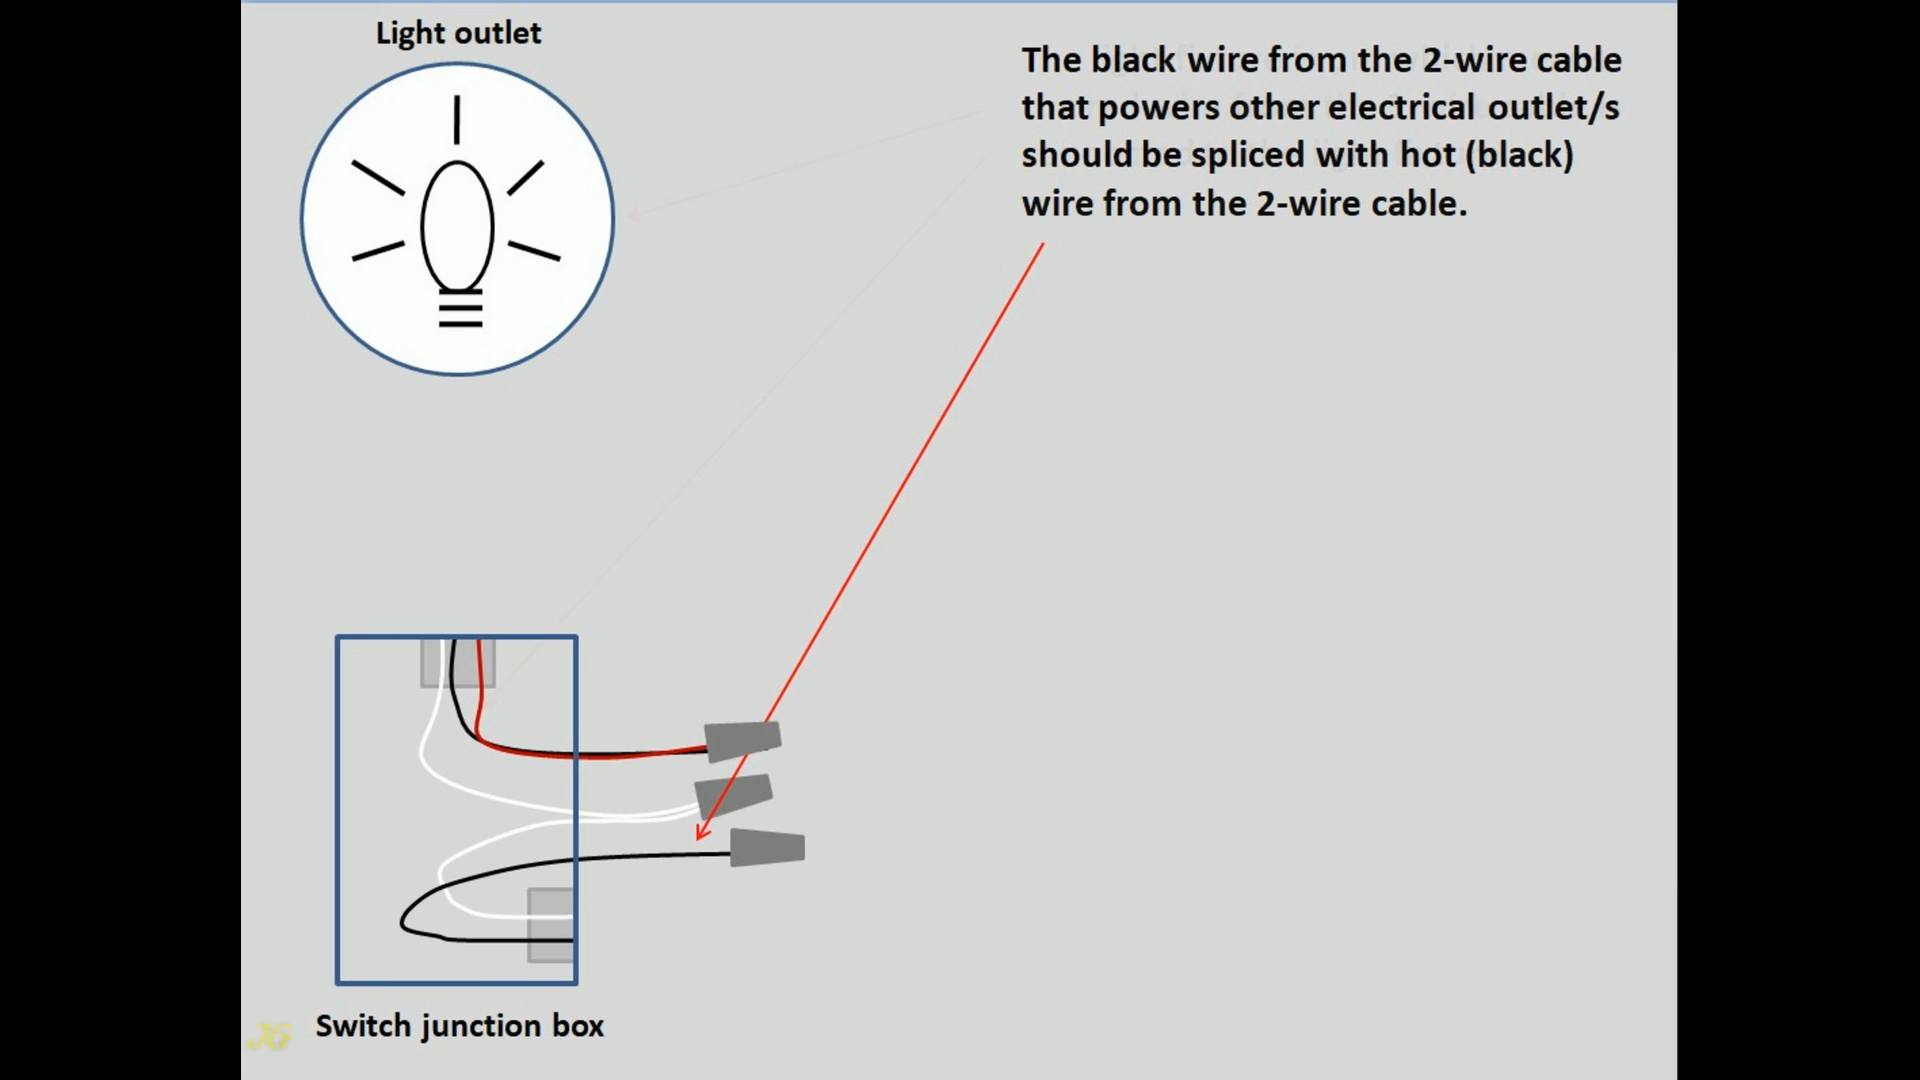 Light outlet
The black wire from the 2-wire cable
that powers other electrical outlet/s
should be spliced with hot (black)
wire from the 2-wire cable.
Switch junction box
JG